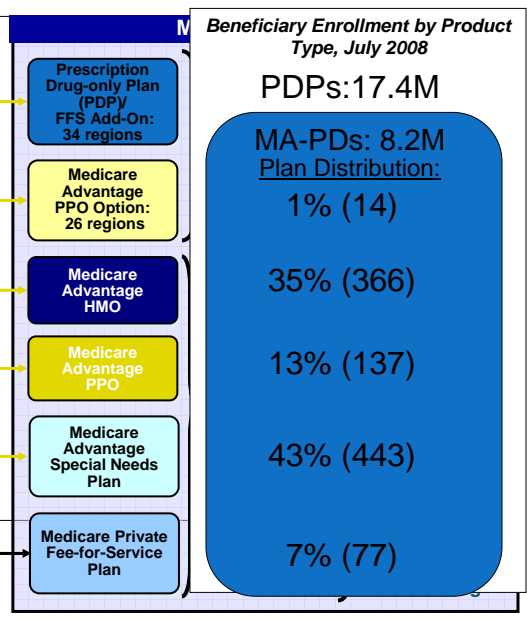 M
Beneficiary Enrollment by Product
Type, July 2008
PDPs:17.4M
Prescription
Drug-only Plan
(PDP)/
FFS Add-On:
34 regions
MA-PDs: 8.2M
Plan Distribution:
Medicare
Advantage
PPO Option:
26 regions
1% (14)
Medicare
Advantage
HMO
35% (366)
Medicare
Advantage
PPO
13% (137)
Medicare
Advantage
Special Needs
Plan
43% (443)
Medicare Private
Fee-for-Service
Plan
7% (77)